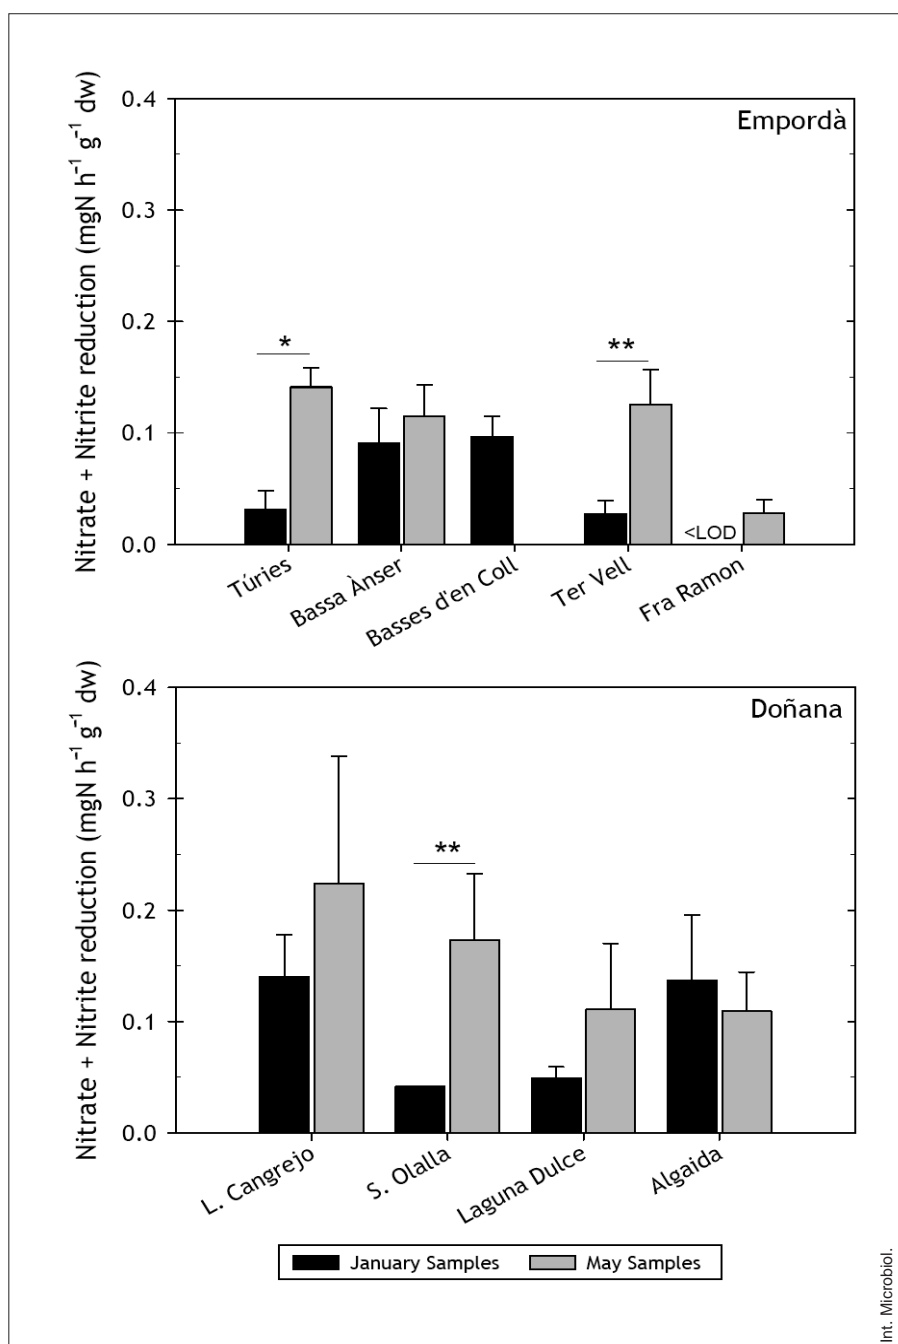 Nitrate + Nitrite reduction (mgN h⁻¹ g⁻¹ dw)
Empordà
0.4
0.3
0.2
0.1
0.0
*
**
<LOD
Túries
Bassa Ànser
Basses d'en Coll
Ter Vell
Fra Ramon
Nitrate + Nitrite reduction (mgN h⁻¹ g⁻¹ dw)
Doñana
0.4
0.3
0.2
0.1
0.0
**
L. Cangrejo
S. Olalla
Laguna Dulce
Algaida
January Samples
May Samples
Int. Microbiol.